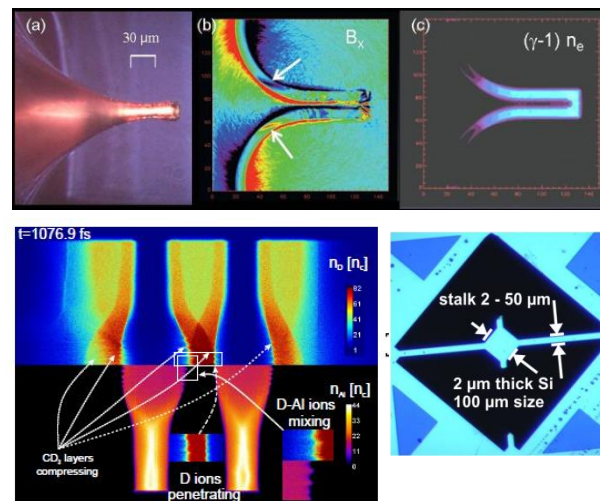 (a)
30 µm
(b)
Bx
(c)
(γ-1) ne
t=1076.9 fs
nD [nc]
82
61
41
21
1
nAl [nc]
44
33
22
11
0
D-Al ions
mixing
CD2 layers
compressing
D ions
penetrating
stalk 2 - 50 µm
2 µm thick Si
100 µm size